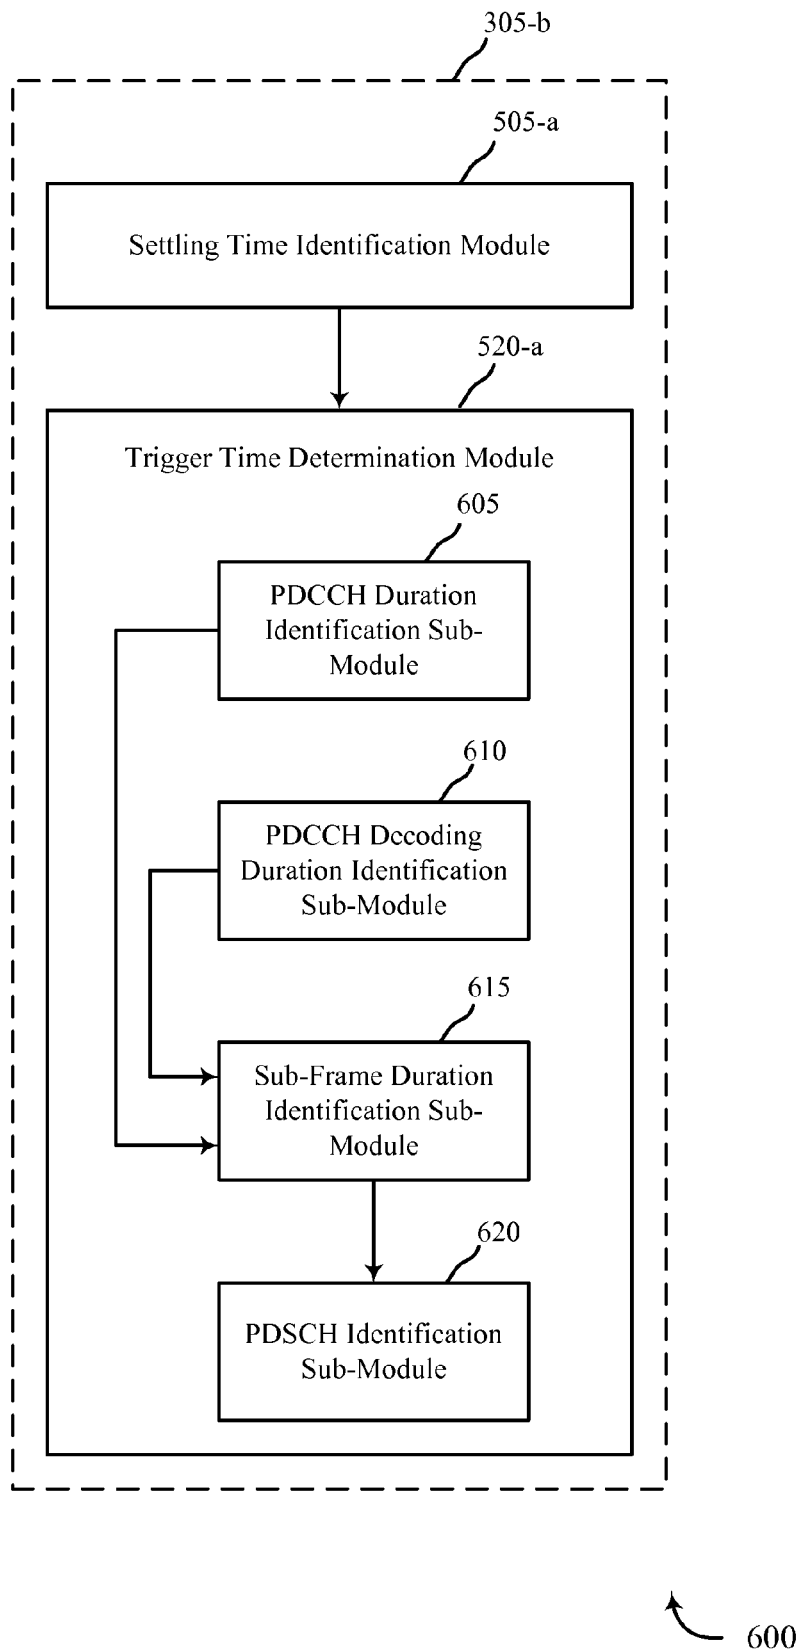 305-b
505-a
Settling Time Identification Module
520-a
Trigger Time Determination Module
605
PDCCH Duration
Identification Sub-
Module
610
PDCCH Decoding
Duration Identification
Sub-Module
615
Sub-Frame Duration
Identification Sub-
Module
620
PDSCH Identification
Sub-Module
600